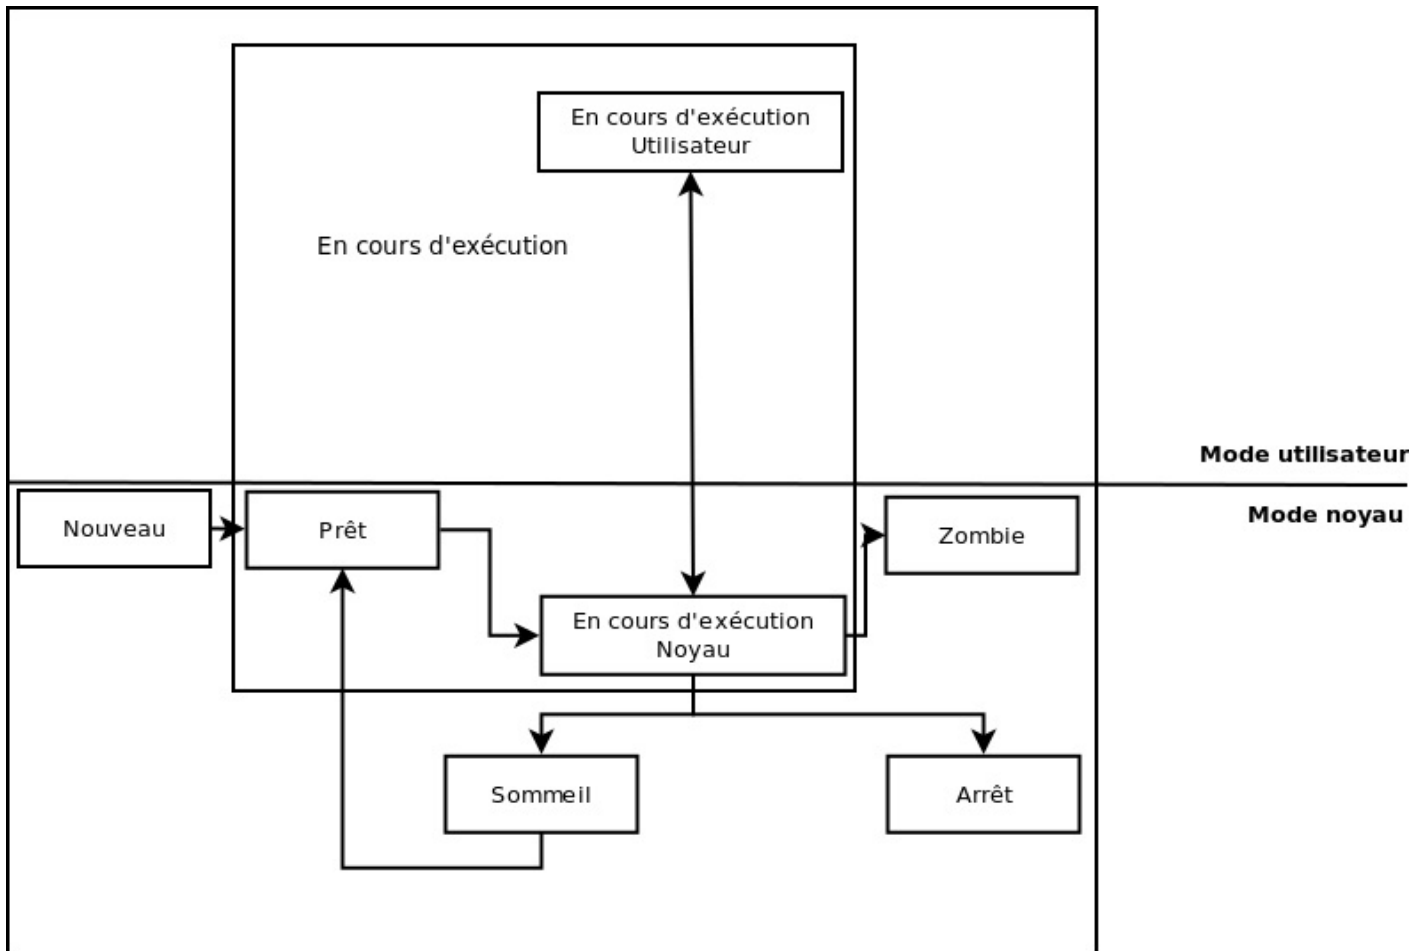 En cours d'exécution
Utilisateur
En cours d'exécution
Mode utilisateur
Mode noyau
Nouveau
Prêt
Zombie
En cours d'exécution
Noyau
Sommeil
Arrêt